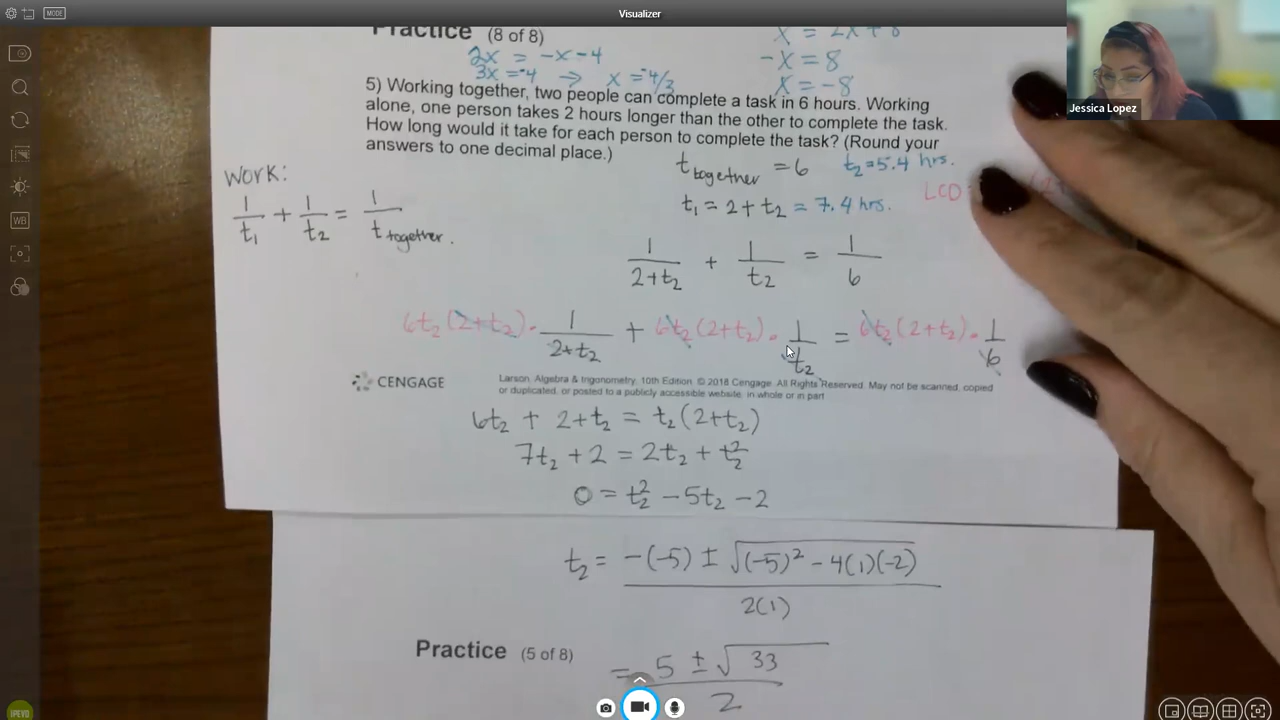 MODE
Visualizer
Practice (8 of 8)
2x = -x-4
3x = -4 ⇒ x = -4/3
x = 2x + 8
-x = 8
x = -8
5) Working together, two people can complete a task in 6 hours. Working
alone, one person takes 2 hours longer than the other to complete the task.
How long would it take for each person to complete the task? (Round your
answers to one decimal place.)
Jessica Lopez
t together = 6 t₂ = 5.4 hrs.
t₁ = 2 + t₂ = 7.4 hrs.
LCD
Work:
1/t₁ + 1/t₂ = 1/t together.
1/(2+t₂) + 1/t₂ = 1/6
6t₂(2+t₂) · 1/(2+t₂) + 6t₂(2+t₂) · 1/t₂ = 6t₂(2+t₂) · 1/6
CENGAGE
Larson, Algebra & trigonometry, 10th Edition. © 2018 Cengage. All Rights Reserved. May not be scanned, copied
or duplicated, or posted to a publicly accessible website, in whole or in part
6t₂ + 2+t₂ = t₂(2+t₂)
7t₂ + 2 = 2t₂ + t₂²
0 = t₂² - 5t₂ - 2
t₂ = (-(-5) ± √((-5)² - 4(1)(-2))) / 2(1)
Practice (5 of 8)
= (5 ± √33) / 2
WB
IPEVO